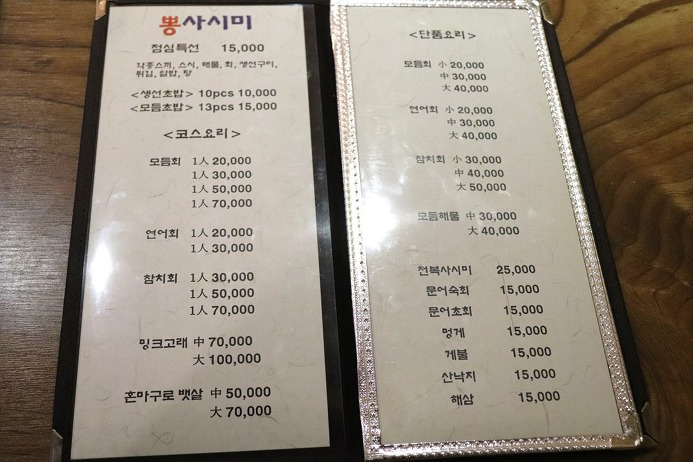 뽕사시미
점심특선 15,000
각종스끼, 스시, 해물, 회, 생선구이,
튀김, 알밥, 탕
<생선초밥> 10pcs 10,000
<모듬초밥> 13pcs 15,000
<코스요리>
모듬회 1人 20,000
1人 30,000
1人 50,000
1人 70,000
연어회 1人 20,000
1人 30,000
참치회 1人 30,000
1人 50,000
1人 70,000
밍크고래 中 70,000
大 100,000
혼마구로 뱃살 中 50,000
大 70,000
<단품요리>
모듬회 小 20,000
中 30,000
大 40,000
연어회 小 20,000
中 30,000
大 40,000
참치회 小 30,000
中 40,000
大 50,000
모듬해물 中 30,000
大 40,000
전복사시미 25,000
문어숙회 15,000
문어초회 15,000
멍게 15,000
게불 15,000
산낙지 15,000
해삼 15,000